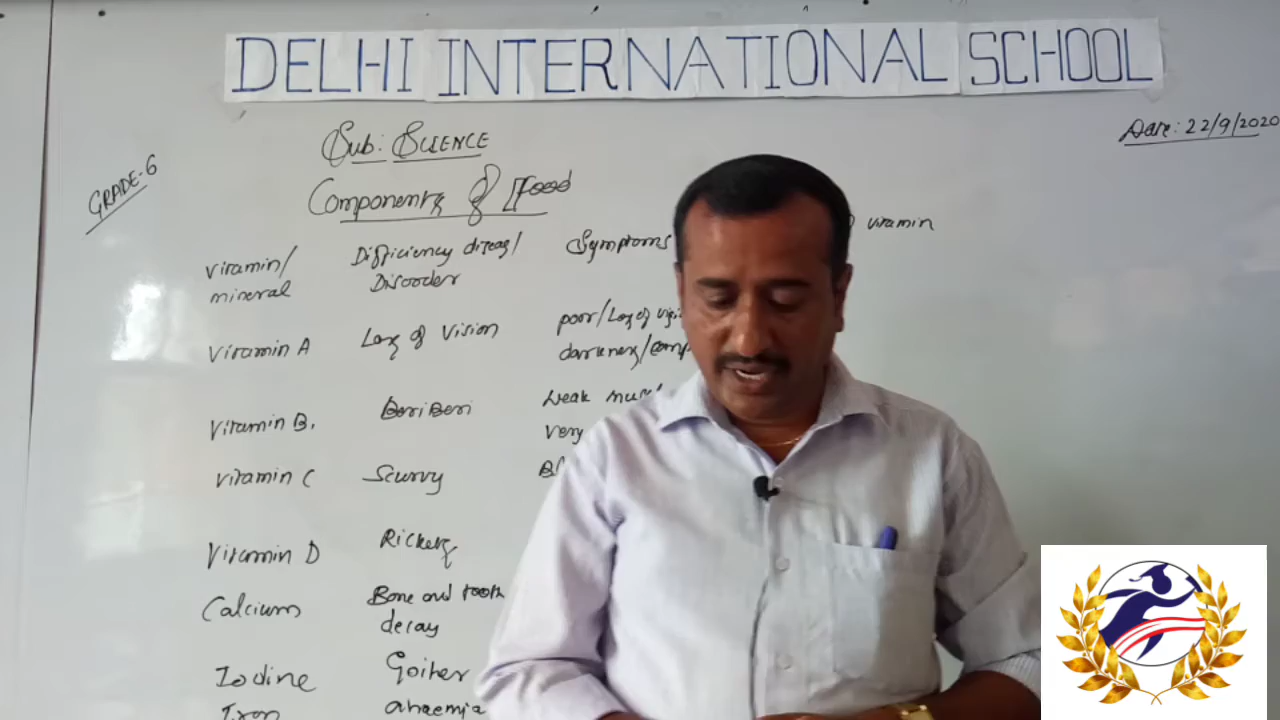 DELHI INTERNATIONAL SCHOOL
Date: 22/9/2020
Sub: SCIENCE
GRADE-6
Components of Food
vitamin/ mineral
Difficiency diseas/ Disorder
Symptoms
vitamin
Vitamin A
Loss of Vision
poor/Loss of
darkness/
Vitamin B1
BeriBeri
weak
very
vitamin C
Scurvy
Vitamin D
Rickets
Calcium
Bone and tooth
decay
Iodine
Goiter
Iron
anaemia